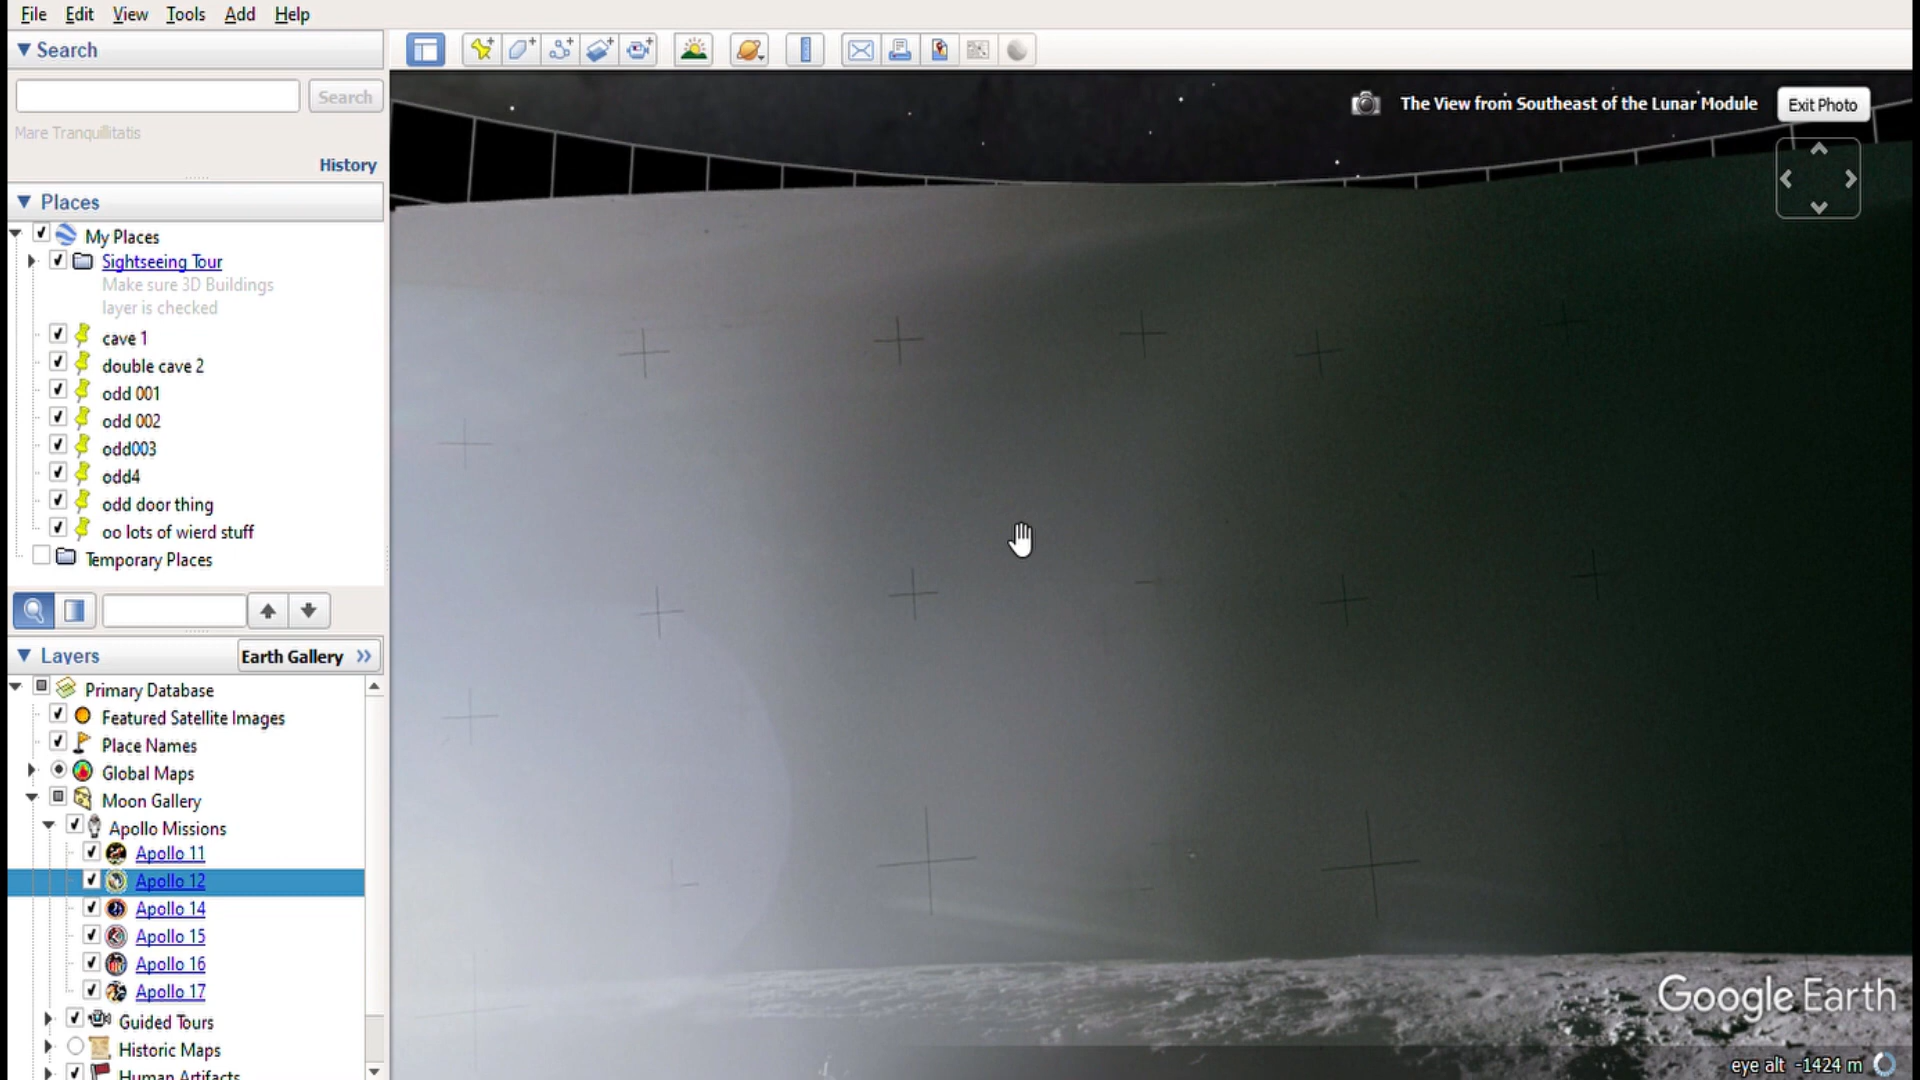 File Edit View Tools Add Help
Search
Search
Mare Tranquillitatis
History
Places
My Places
Sightseeing Tour
Make sure 3D Buildings
layer is checked
cave 1
double cave 2
odd 001
odd 002
odd003
odd4
odd door thing
oo lots of wierd stuff
Temporary Places
Layers
Earth Gallery »
Primary Database
Featured Satellite Images
Place Names
Global Maps
Moon Gallery
Apollo Missions
Apollo 11
Apollo 12
Apollo 14
Apollo 15
Apollo 16
Apollo 17
Guided Tours
Historic Maps
Human Artifacts
The View from Southeast of the Lunar Module
Exit Photo
Google Earth
eye alt -1424 m